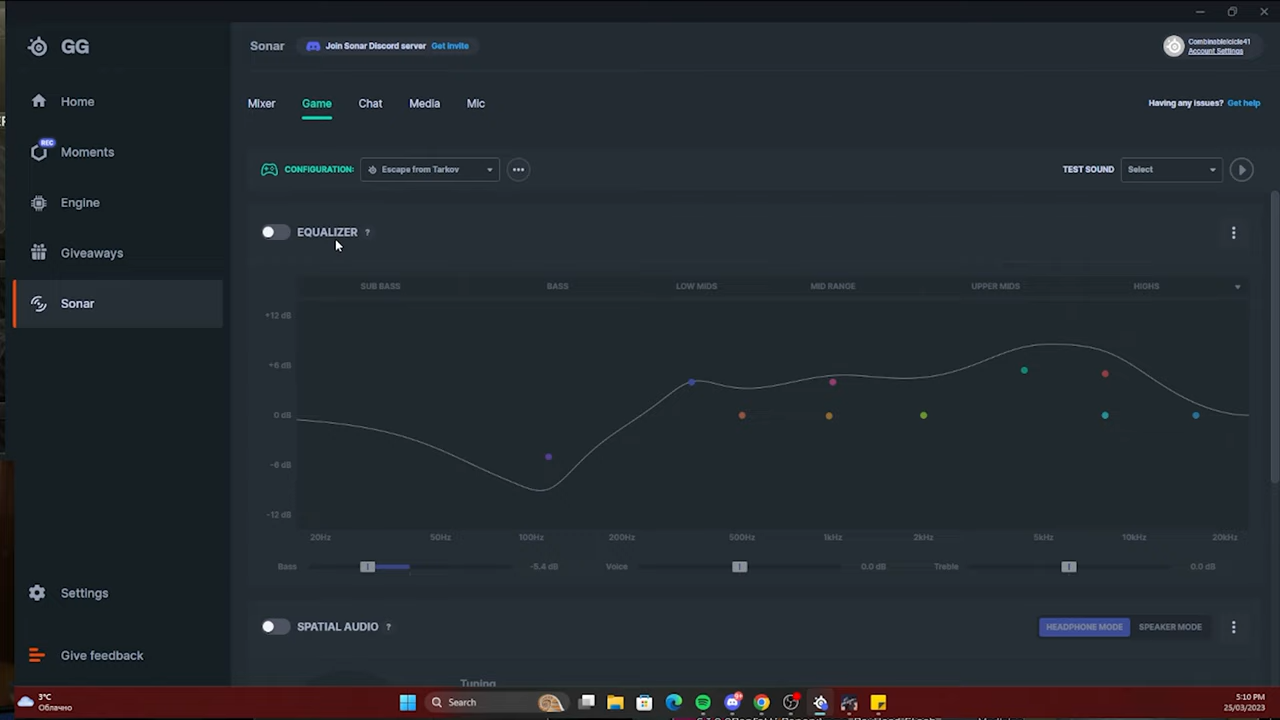 GG
Sonar
Join Sonar Discord server Get invite
CombinableIcicle41
Account Settings
Home
REC
Moments
Engine
Giveaways
Sonar
Settings
Give feedback
Mixer Game Chat Media Mic
Having any issues? Get help
CONFIGURATION: Escape from Tarkov
TEST SOUND Select
EQUALIZER ?
SUB BASS BASS LOW MIDS MID RANGE UPPER MIDS HIGHS
+12 dB
+6 dB
0 dB
-6 dB
-12 dB
20Hz 50Hz 100Hz 200Hz 500Hz 1kHz 2kHz 5kHz 10kHz 20kHz
Bass -5.4 dB Voice 0.0 dB Treble 0.0 dB
SPATIAL AUDIO ?
HEADPHONE MODE SPEAKER MODE
Tuning
3°C
Облачно
Search
5:10 PM
25/03/2023